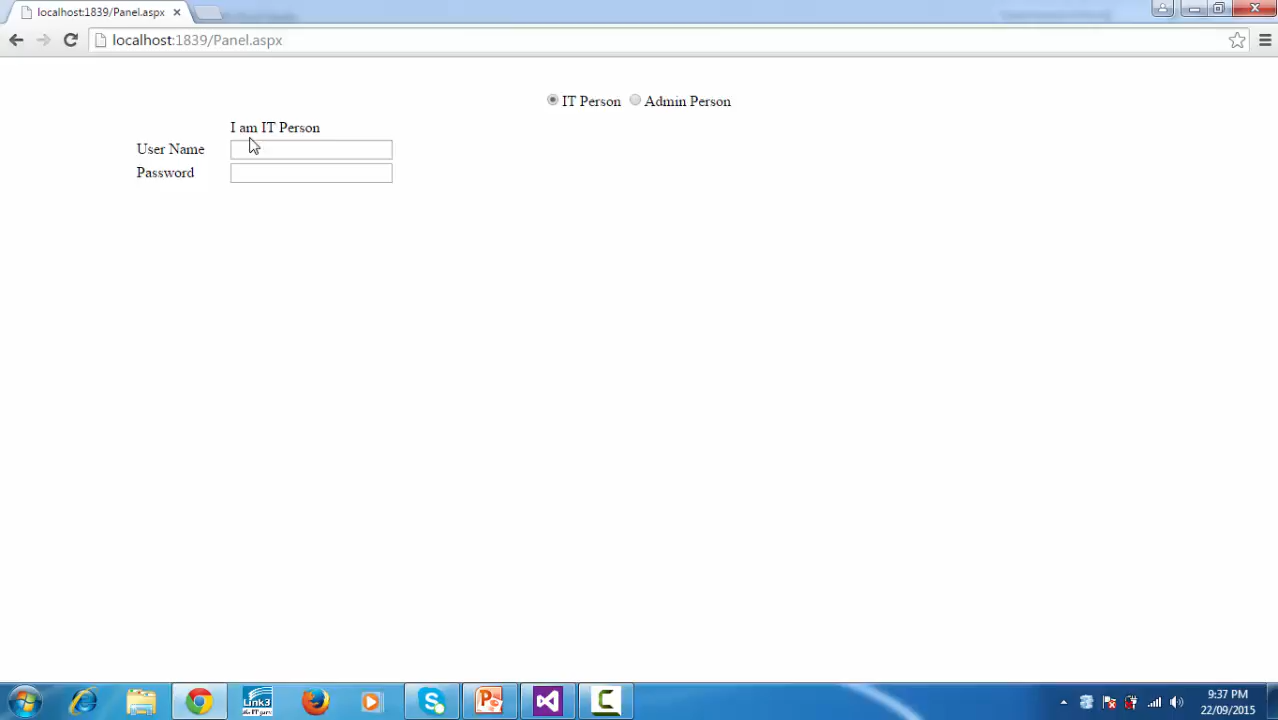 localhost:1839/Panel.aspx
localhost:1839/Panel.aspx
IT Person Admin Person
I am IT Person
User Name
Password
Link3
9:37 PM
22/09/2015